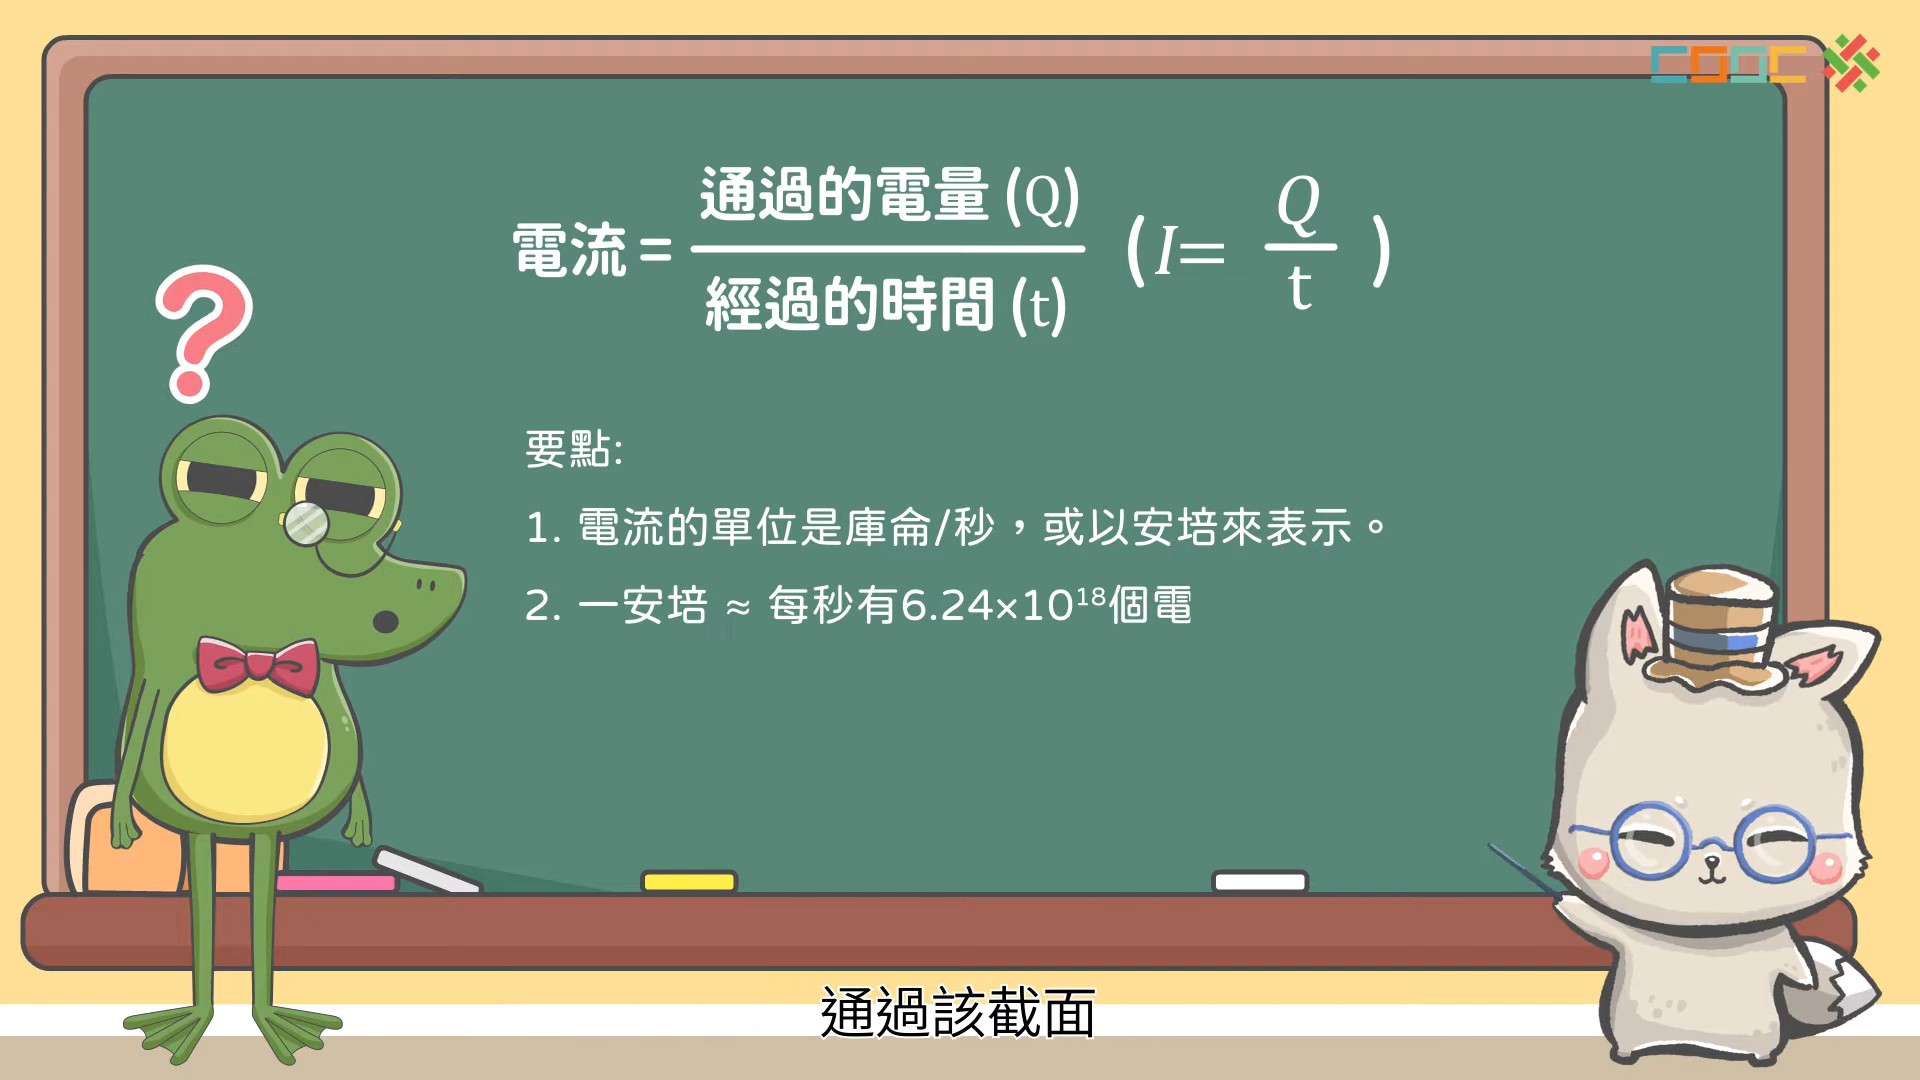 COOC
電流 = 通過的電量 (Q) / 經過的時間 (t) ( I= Q / t )
要點:
1. 電流的單位是庫侖/秒，或以安培來表示。
2. 一安培 ≈ 每秒有6.24×10¹⁸個電
通過該截面